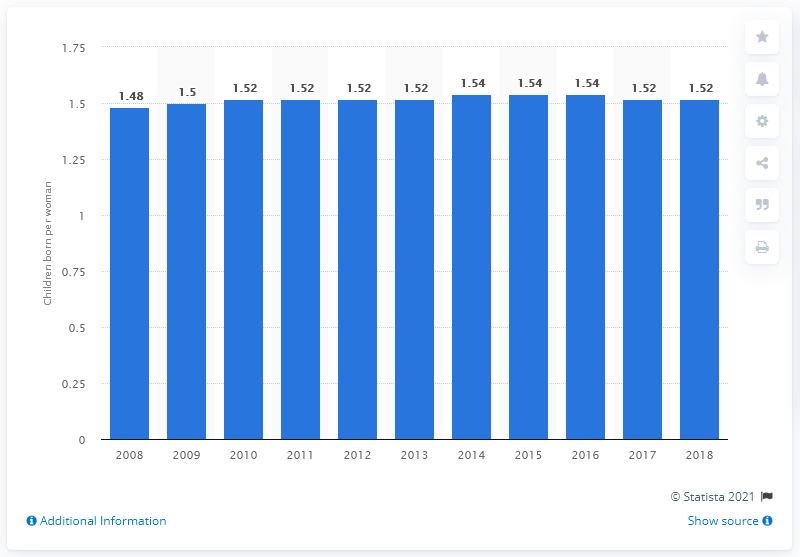 1.75
1.5
1.25
1
0.75
0.5
0.25
0
Children born per woman
1.48 1.5 1.52 1.52 1.52 1.52 1.54 1.54 1.54 1.52 1.52
2008 2009 2010 2011 2012 2013 2014 2015 2016 2017 2018
© Statista 2021
Additional Information
Show source